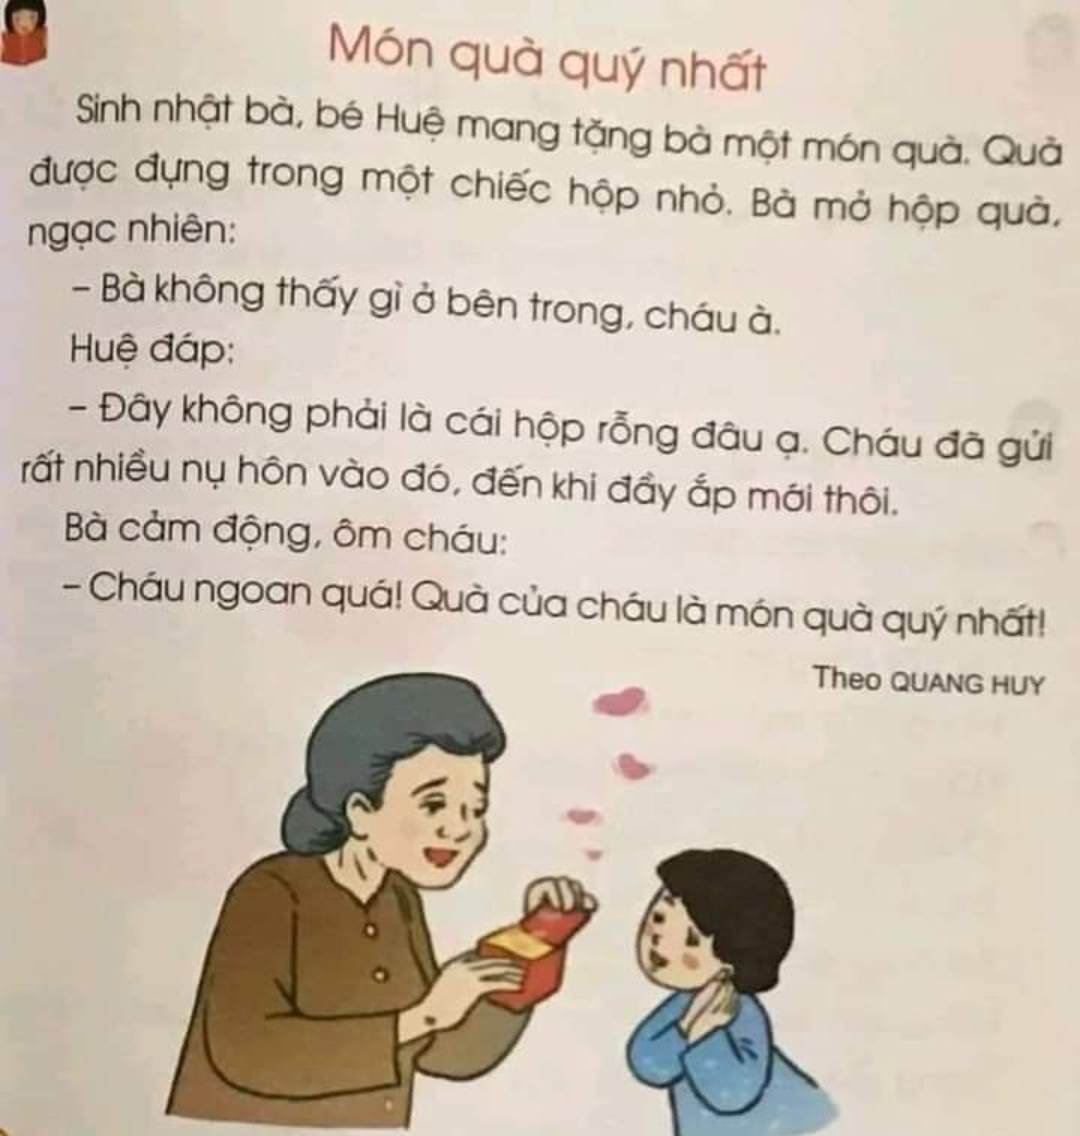 Món quà quý nhất
Sinh nhật bà, bé Huệ mang tặng bà một món quà. Quà
được đựng trong một chiếc hộp nhỏ. Bà mở hộp quà,
ngạc nhiên:
– Bà không thấy gì ở bên trong, cháu à.
Huệ đáp:
– Đây không phải là cái hộp rỗng đâu ạ. Cháu đã gửi
rất nhiều nụ hôn vào đó, đến khi đầy ắp mới thôi.
Bà cảm động, ôm cháu:
– Cháu ngoan quá! Quà của cháu là món quà quý nhất!
Theo QUANG HUY